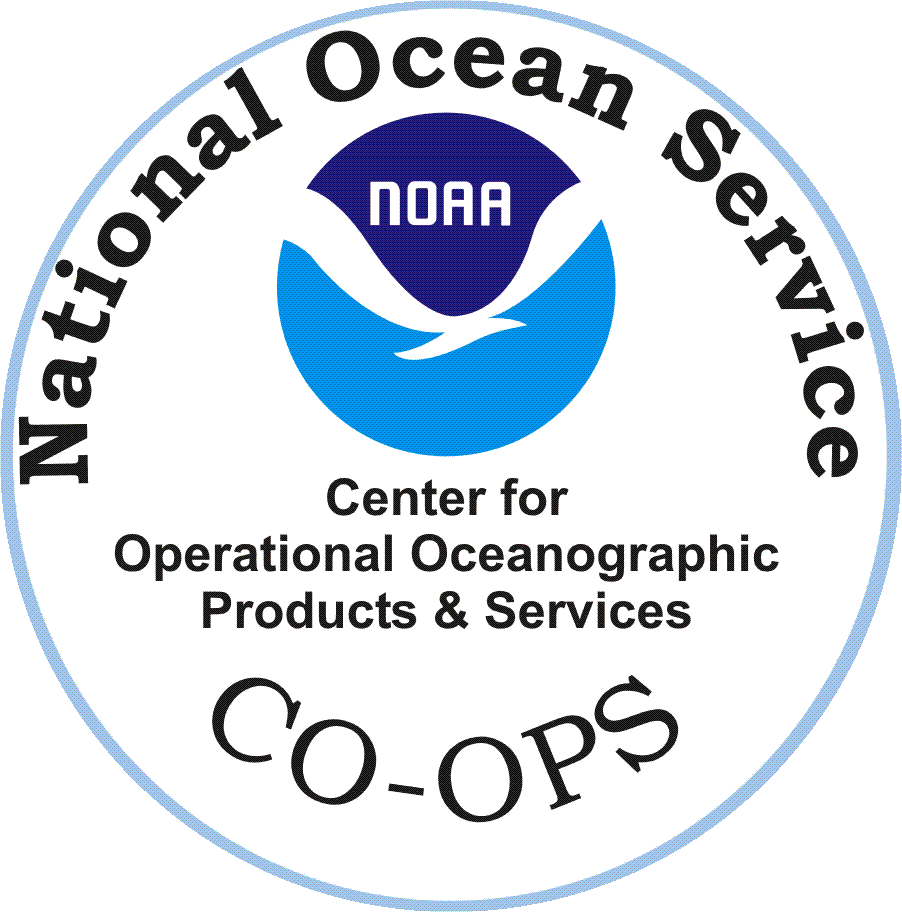 National Ocean Service
NOAA
Center for
Operational Oceanographic
Products & Services
CO-OPS